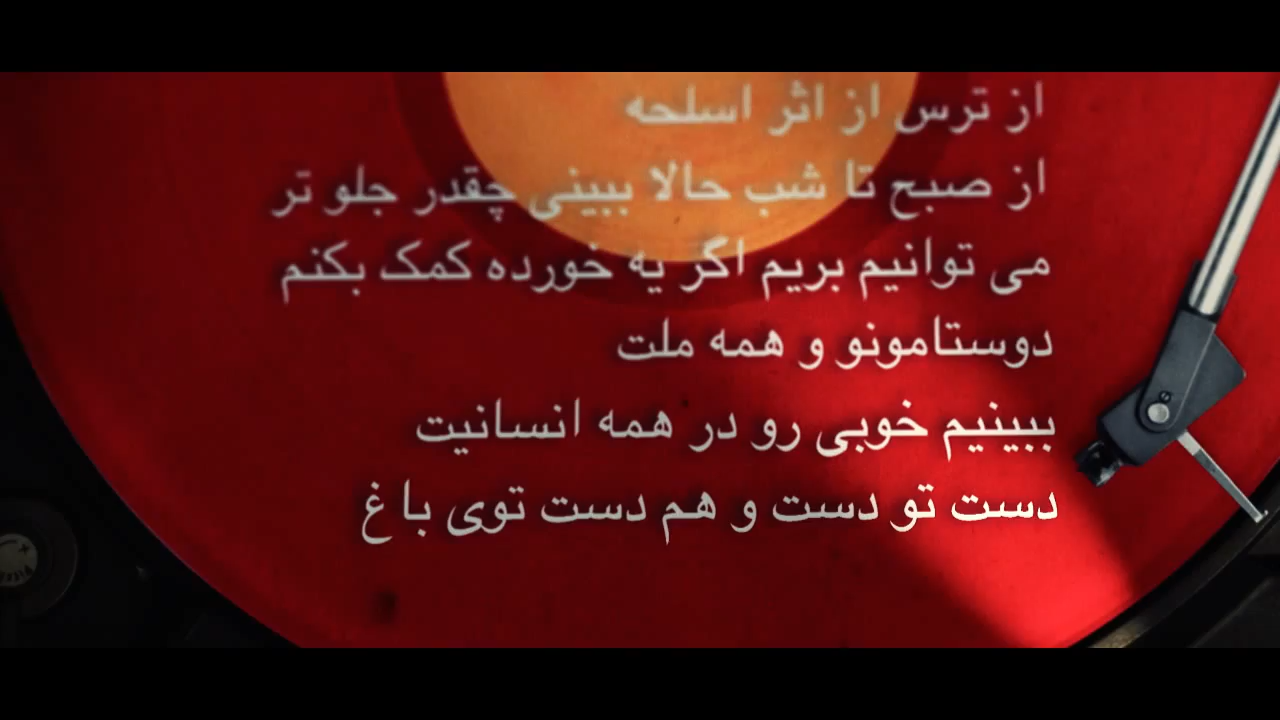 از ترس از اثر اسلحه
از صبح تا شب حالا ببینی چقدر جلو تر
می توانیم بریم اگر یه خورده کمک بکنم
دوستامونو و همه ملت
ببینیم خوبی رو در همه انسانیت
دست تو دست و هم دست توی باغ